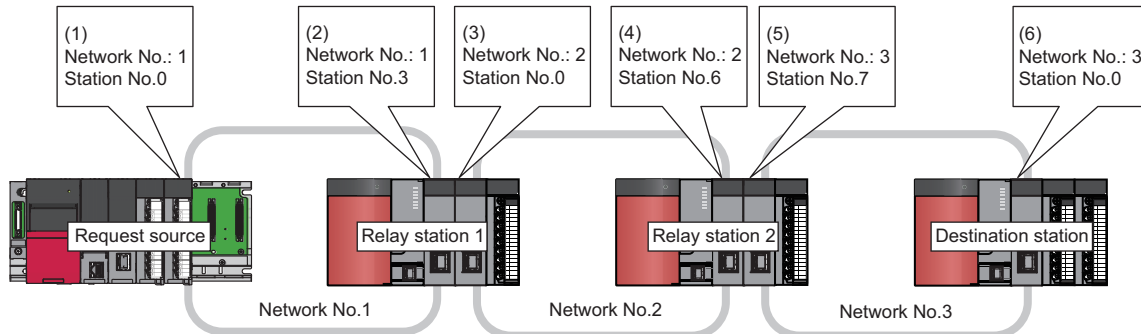 (1)
Network No.: 1
Station No.0
(2)
Network No.: 1
Station No.3
(3)
Network No.: 2
Station No.0
(4)
Network No.: 2
Station No.6
(5)
Network No.: 3
Station No.7
(6)
Network No.: 3
Station No.0
Request source
Relay station 1
Relay station 2
Destination station
Network No.1
Network No.2
Network No.3